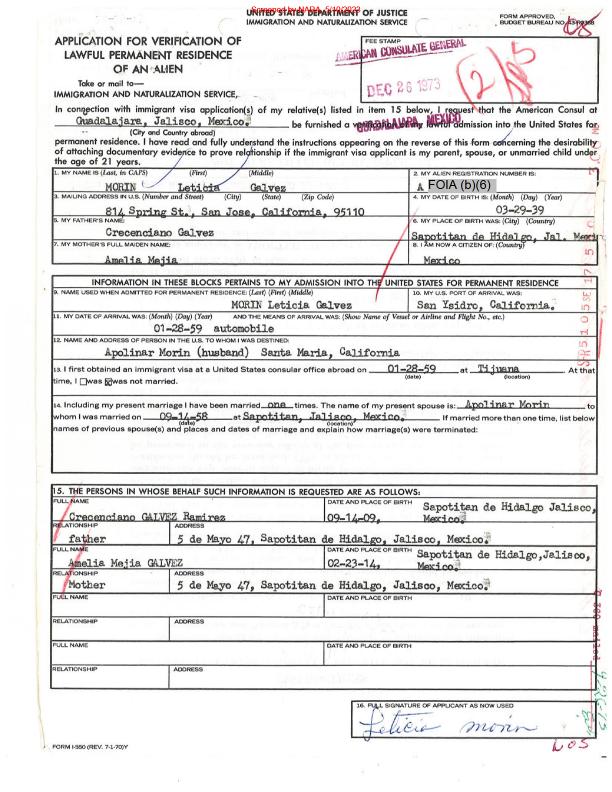 Screened by NARA, 5/10/2023
UNITED STATES DEPARTMENT OF JUSTICE
IMMIGRATION AND NATURALIZATION SERVICE
FORM APPROVED,
BUDGET BUREAU NO.
APPLICATION FOR VERIFICATION OF
LAWFUL PERMANENT RESIDENCE
OF AN ALIEN
Take or mail to—
IMMIGRATION AND NATURALIZATION SERVICE,
FEE STAMP
AMERICAN CONSULATE GENERAL
DEC 26 1973
GUADALAJARA, MEXICO
In connection with immigrant visa application(s) of my relative(s) listed in item 15 below, I request that the American Consul at
Guadalajara, Jalisco, Mexico. be furnished a verification of my lawful admission into the United States for
(City and Country abroad)
permanent residence. I have read and fully understand the instructions appearing on the reverse of this form concerning the desirability
of attaching documentary evidence to prove relationship if the immigrant visa applicant is my parent, spouse, or unmarried child under
the age of 21 years.
1. MY NAME IS (Last, in CAPS) (First) (Middle)
MORIN Leticia Galvez
2. MY ALIEN REGISTRATION NUMBER IS:
A FOIA (b)(6)
3. MAILING ADDRESS IN U.S. (Number and Street) (City) (State) (Zip Code)
814 Spring St., San Jose, California, 95110
4. MY DATE OF BIRTH IS: (Month) (Day) (Year)
03-29-39
5. MY FATHER'S NAME:
Crecenciano Galvez
6. MY PLACE OF BIRTH WAS: (City) (Country)
Sapotitan de Hidalgo, Jal. Mexico
7. MY MOTHER'S FULL MAIDEN NAME:
Amelia Mejia
8. I AM NOW A CITIZEN OF: (Country)
Mexico
INFORMATION IN THESE BLOCKS PERTAINS TO MY ADMISSION INTO THE UNITED STATES FOR PERMANENT RESIDENCE
9. NAME USED WHEN ADMITTED FOR PERMANENT RESIDENCE: (Last) (First) (Middle)
MORIN Leticia Galvez
10. MY U.S. PORT OF ARRIVAL WAS:
San Ysidro, California.
11. MY DATE OF ARRIVAL WAS: (Month) (Day) (Year) AND THE MEANS OF ARRIVAL WAS: (Show Name of Vessel or Airline and Flight No., etc.)
01-28-59 automobile
12. NAME AND ADDRESS OF PERSON IN THE U.S. TO WHOM I WAS DESTINED:
Apolinar Morin (husband) Santa Maria, California
13. I first obtained an immigrant visa at a United States consular office abroad on 01-28-59 at Tijuana At that
(date) (location)
time, I was was not married.
14. Including my present marriage I have been married one times. The name of my present spouse is: Apolinar Morin to
whom I was married on 09-14-58 at Sapotitan, Jalisco, Mexico. If married more than one time, list below
(date) (location)
names of previous spouse(s) and places and dates of marriage and explain how marriage(s) were terminated:
15. THE PERSONS IN WHOSE BEHALF SUCH INFORMATION IS REQUESTED ARE AS FOLLOWS:
FULL NAME
Crecenciano GALVEZ Ramirez
DATE AND PLACE OF BIRTH
Sapotitan de Hidalgo Jalisco,
09-14-09, Mexico.
RELATIONSHIP
father
ADDRESS
5 de Mayo 47, Sapotitan de Hidalgo, Jalisco, Mexico.
FULL NAME
Amelia Mejia GALVEZ
DATE AND PLACE OF BIRTH
Sapotitan de Hidalgo,Jalisco,
02-23-14, Mexico.
RELATIONSHIP
Mother
ADDRESS
5 de Mayo 47, Sapotitan de Hidalgo, Jalisco, Mexico.
FULL NAME
DATE AND PLACE OF BIRTH
RELATIONSHIP
ADDRESS
FULL NAME
DATE AND PLACE OF BIRTH
RELATIONSHIP
ADDRESS
16. FULL SIGNATURE OF APPLICANT AS NOW USED
Leticia morin
LOS
FORM I-550 (REV. 7-1-70)Y